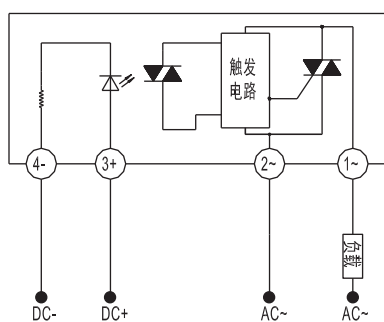 触发
电路
4-
3+
2~
1~
负载
DC-
DC+
AC~
AC~